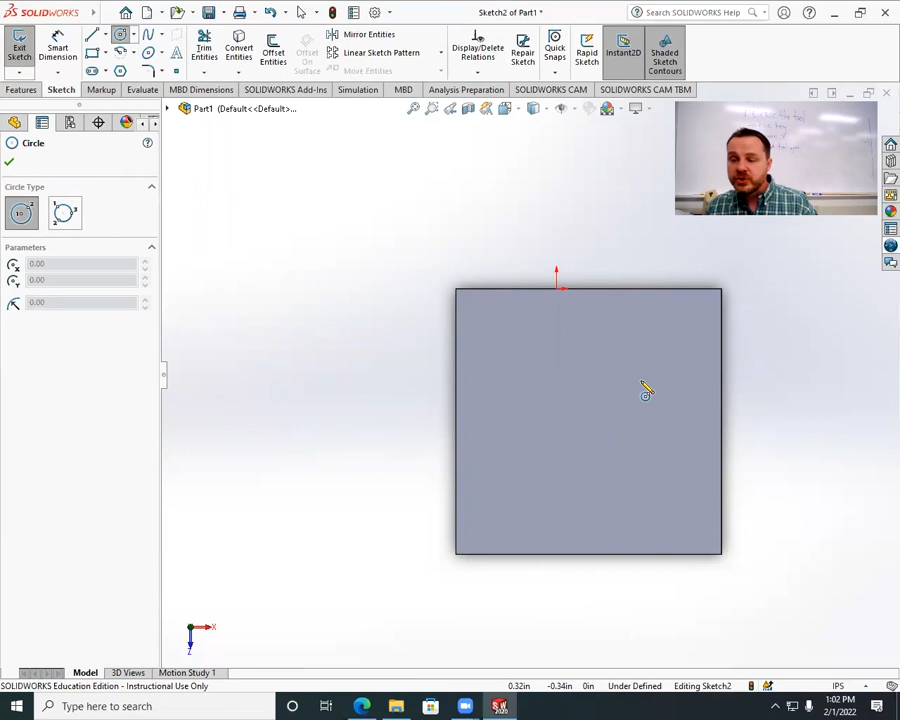 SOLIDWORKS
Sketch2 of Part1 *
Search SOLIDWORKS Help
Exit Sketch
Smart Dimension
Trim Entities
Convert Entities
Offset Entities
Offset On Surface
Mirror Entities
Linear Sketch Pattern
Move Entities
Display/Delete Relations
Repair Sketch
Quick Snaps
Rapid Sketch
Instant2D
Shaded Sketch Contours
Features
Sketch
Markup
Evaluate
MBD Dimensions
SOLIDWORKS Add-Ins
Simulation
MBD
Analysis Preparation
SOLIDWORKS CAM
SOLIDWORKS CAM TBM
Part1 (Default<<Default>...
Circle
Circle Type
Parameters
0.00
0.00
0.00
X
Z
Model
3D Views
Motion Study 1
SOLIDWORKS Education Edition - Instructional Use Only
0.32in
-0.34in
0in
Under Defined
Editing Sketch2
IPS
Type here to search
1:02 PM
2/1/2022